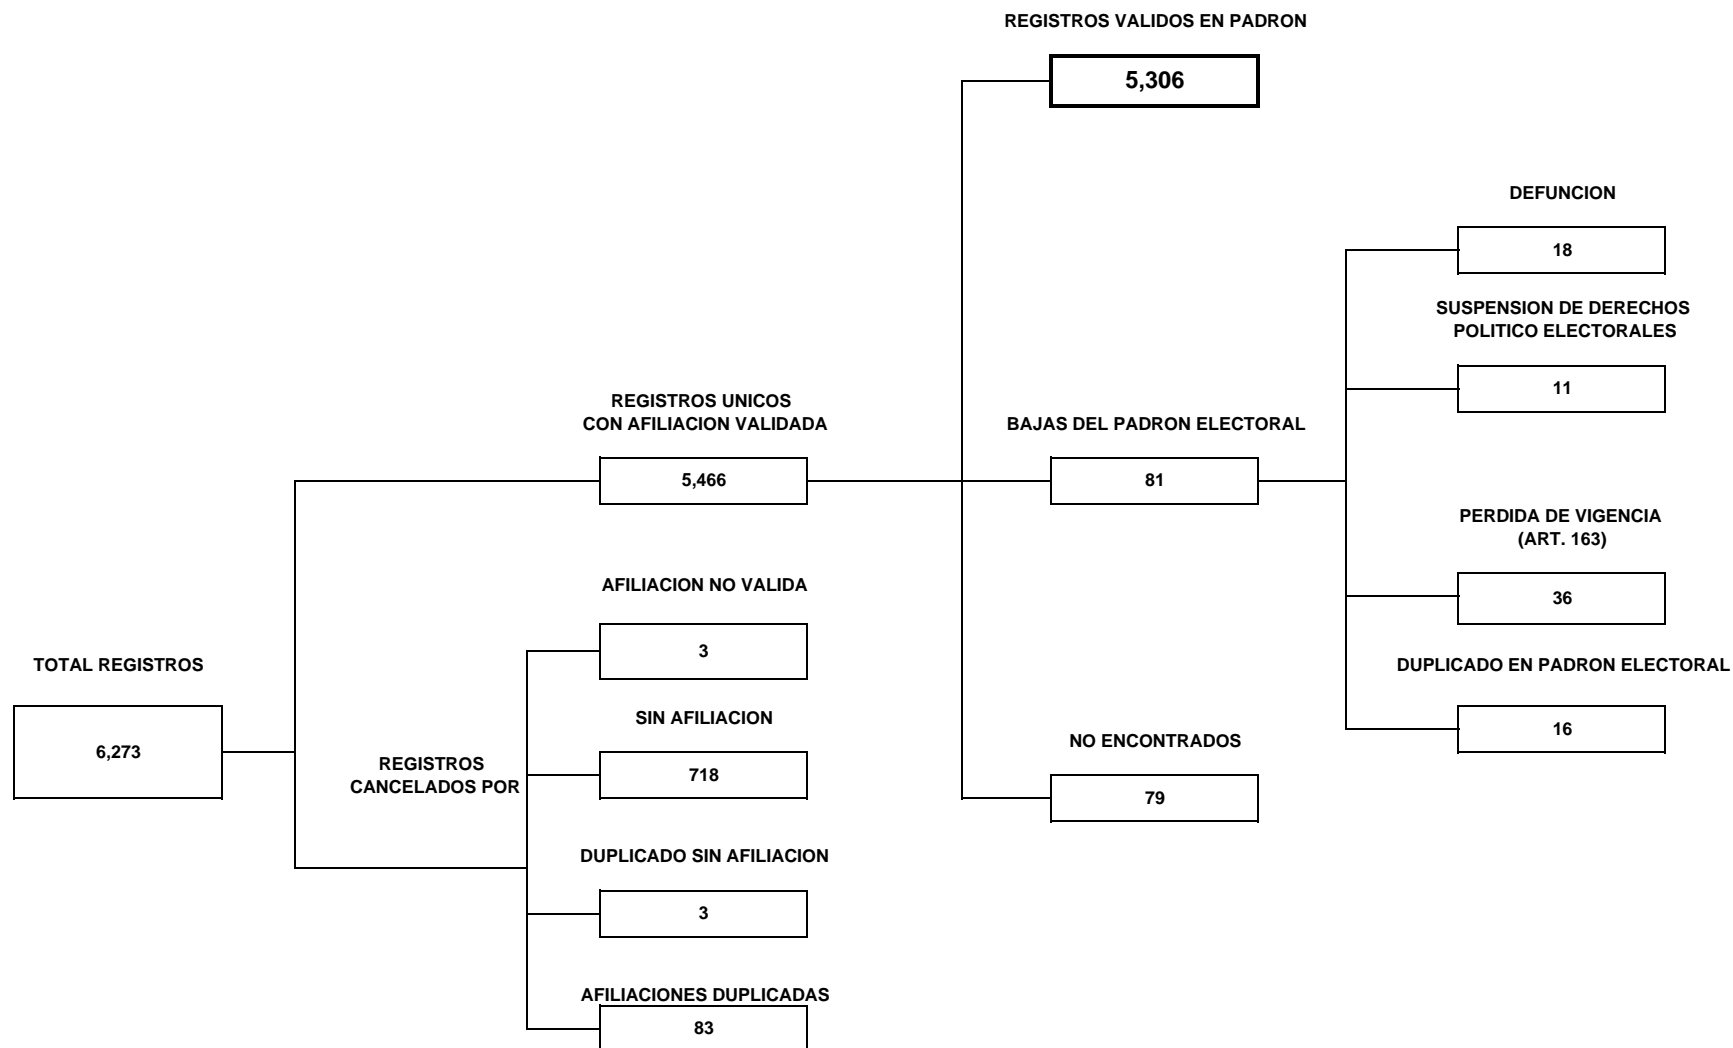 REGISTROS VALIDOS EN PADRON
5,306
DEFUNCION
18
SUSPENSION DE DERECHOS
POLITICO ELECTORALES
11
REGISTROS UNICOS
CON AFILIACION VALIDADA
5,466
BAJAS DEL PADRON ELECTORAL
81
PERDIDA DE VIGENCIA
(ART. 163)
36
AFILIACION NO VALIDA
3
TOTAL REGISTROS
6,273
DUPLICADO EN PADRON ELECTORAL
16
SIN AFILIACION
718
REGISTROS
CANCELADOS POR
NO ENCONTRADOS
79
DUPLICADO SIN AFILIACION
3
AFILIACIONES DUPLICADAS
83